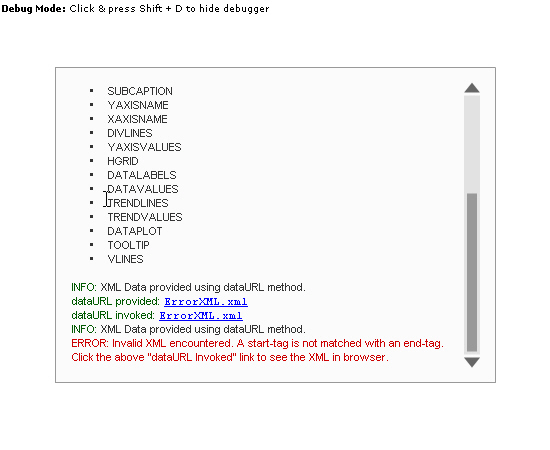 Debug Mode: Click & press Shift + D to hide debugger
• SUBCAPTION
• YAXISNAME
• XAXISNAME
• DIVLINES
• YAXISVALUES
• HGRID
• DATALABELS
• DATAVALUES
• TRENDLINES
• TRENDVALUES
• DATAPLOT
• TOOLTIP
• VLINES
INFO: XML Data provided using dataURL method.
dataURL provided: ErrorXML.xml
dataURL invoked: ErrorXML.xml
INFO: XML Data provided using dataURL method.
ERROR: Invalid XML encountered. A start-tag is not matched with an end-tag.
Click the above "dataURL Invoked" link to see the XML in browser.